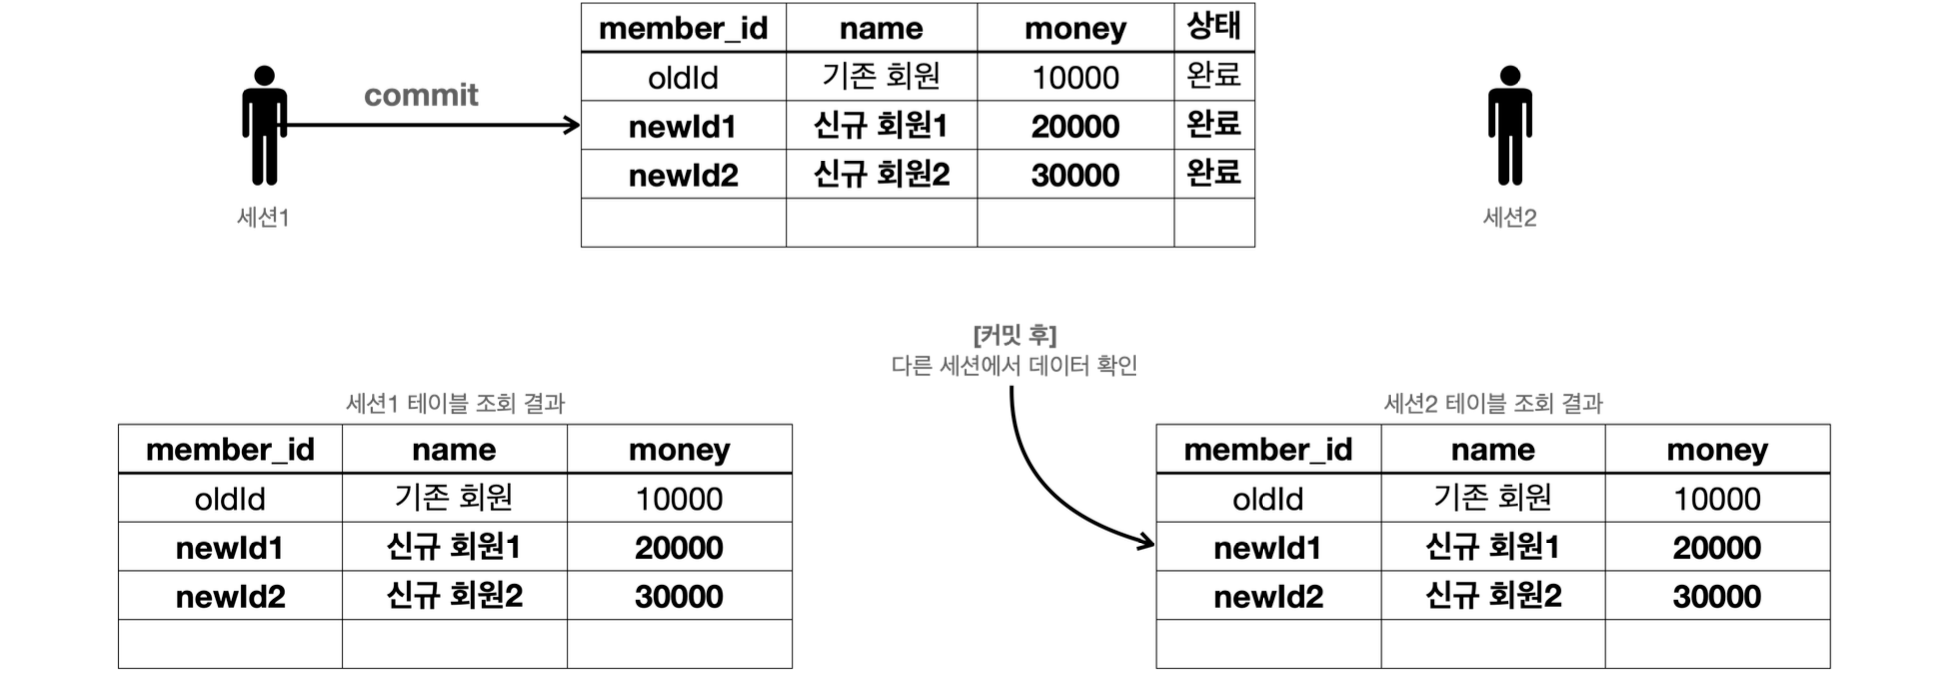 member_id name money 상태
oldId 기존 회원 10000 완료
commit
newId1 신규 회원1 20000 완료
newId2 신규 회원2 30000 완료
세션1
세션2
[커밋 후]
다른 세션에서 데이터 확인
세션1 테이블 조회 결과
member_id name money
oldId 기존 회원 10000
newId1 신규 회원1 20000
newId2 신규 회원2 30000
세션2 테이블 조회 결과
member_id name money
oldId 기존 회원 10000
newId1 신규 회원1 20000
newId2 신규 회원2 30000